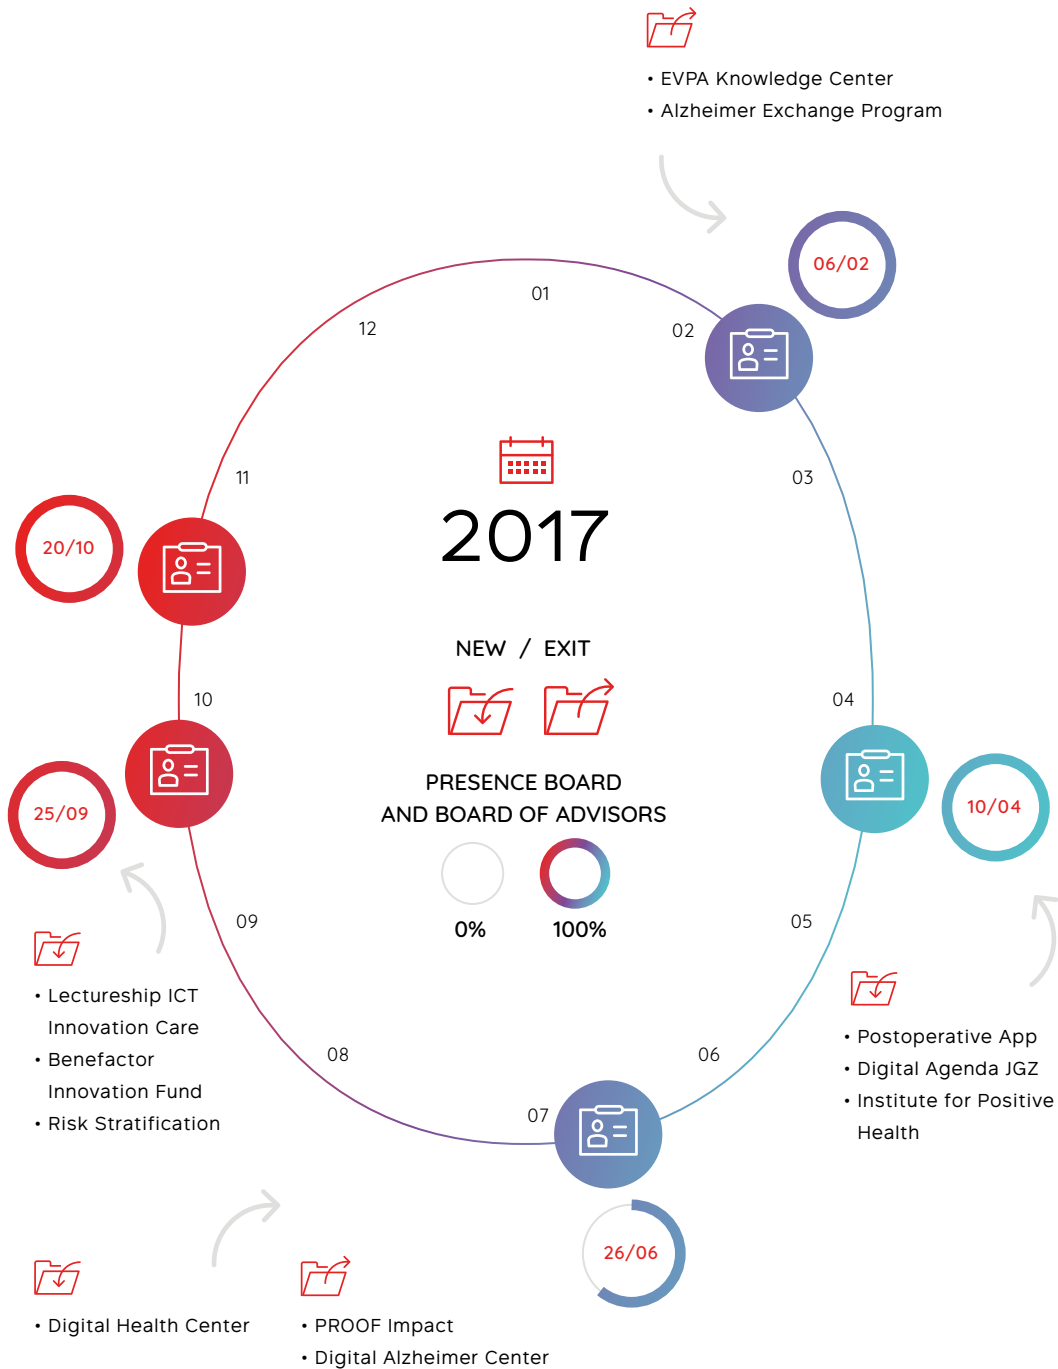 • EVPA Knowledge Center
• Alzheimer Exchange Program
06/02
01
12
02
11
03
2017
20/10
NEW / EXIT
10
04
PRESENCE BOARD
AND BOARD OF ADVISORS
0%
100%
25/09
10/04
09
05
• Lectureship ICT
Innovation Care
• Benefactor
Innovation Fund
• Risk Stratification
• Postoperative App
• Digital Agenda JGZ
• Institute for Positive
Health
08
06
07
26/06
• Digital Health Center
• PROOF Impact
• Digital Alzheimer Center